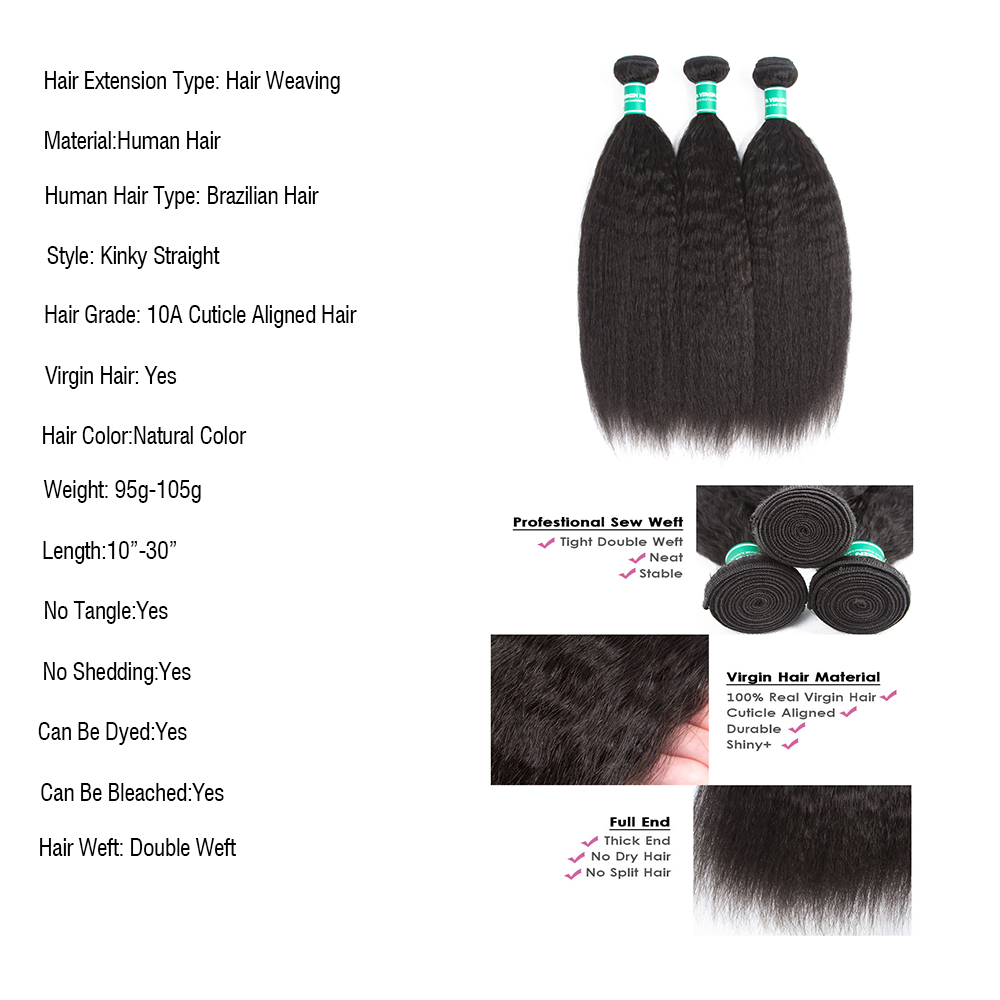 Hair Extension Type: Hair Weaving
Material:Human Hair
Human Hair Type: Brazilian Hair
Style: Kinky Straight
Hair Grade: 10A Cuticle Aligned Hair
Virgin Hair: Yes
Hair Color:Natural Color
Weight: 95g-105g
Length:10”-30”
No Tangle:Yes
No Shedding:Yes
Can Be Dyed:Yes
Can Be Bleached:Yes
Hair Weft: Double Weft
Profestional Sew Weft
Tight Double Weft
Neat
Stable
Virgin Hair Material
100% Real Virgin Hair
Cuticle Aligned
Durable
Shiny+
Full End
Thick End
No Dry Hair
No Split Hair